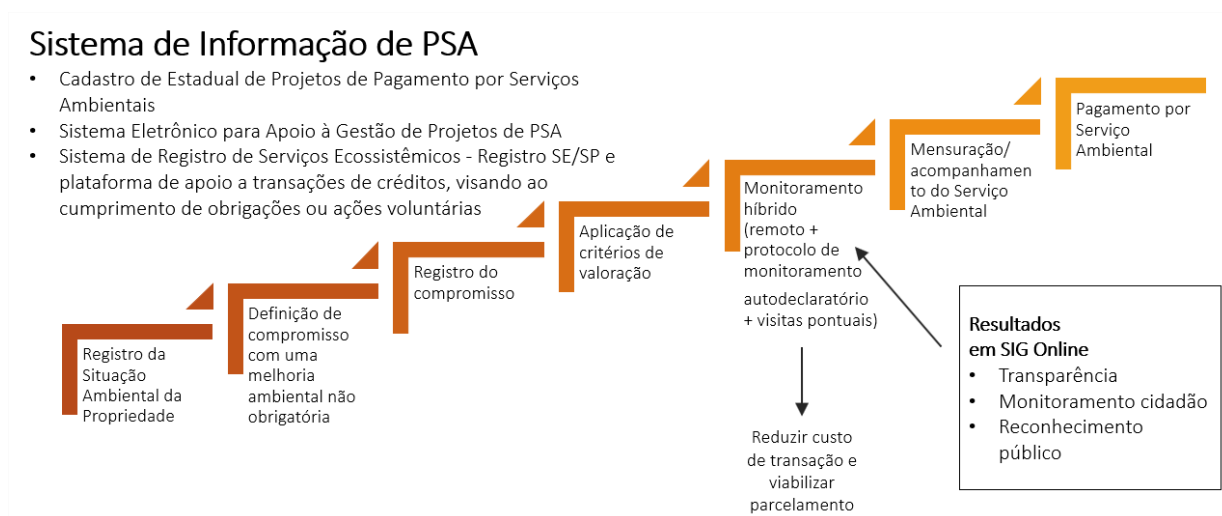 Sistema de Informação de PSA
• Cadastro de Estadual de Projetos de Pagamento por Serviços
Ambientais
• Sistema Eletrônico para Apoio à Gestão de Projetos de PSA
• Sistema de Registro de Serviços Ecossistêmicos - Registro SE/SP e
plataforma de apoio a transações de créditos, visando ao
cumprimento de obrigações ou ações voluntárias
Registro da
Situação
Ambiental da
Propriedade
Definição de
compromisso
com uma
melhoria
ambiental não
obrigatória
Registro do
compromisso
Aplicação de
critérios de
valoração
Monitoramento
híbrido
(remoto +
protocolo de
monitoramento
autodeclaratório
+ visitas pontuais)
Mensuração/
acompanhamen
to do Serviço
Ambiental
Pagamento por
Serviço
Ambiental
Reduzir custo
de transação e
viabilizar
parcelamento
Resultados
em SIG Online
• Transparência
• Monitoramento cidadão
• Reconhecimento
público